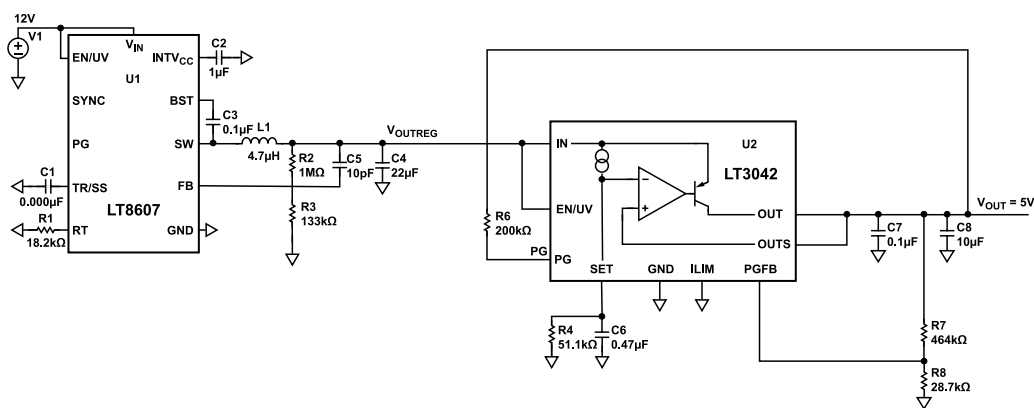 12V
V1
VIN
EN/UV
INTVCC
C2
1µF
U1
SYNC
BST
C3
0.1µF
L1
4.7µH
PG
SW
VOUTREG
R2
1MΩ
C5
10pF
C4
22µF
C1
0.000µF
TR/SS
FB
LT8607
R1
18.2kΩ
RT
GND
R3
133kΩ
R6
200kΩ
IN
U2
LT3042
EN/UV
OUT
OUTS
PG
PG
SET
GND
ILIM
PGFB
VOUT = 5V
C7
0.1µF
C8
10µF
R4
51.1kΩ
C6
0.47µF
R7
464kΩ
R8
28.7kΩ